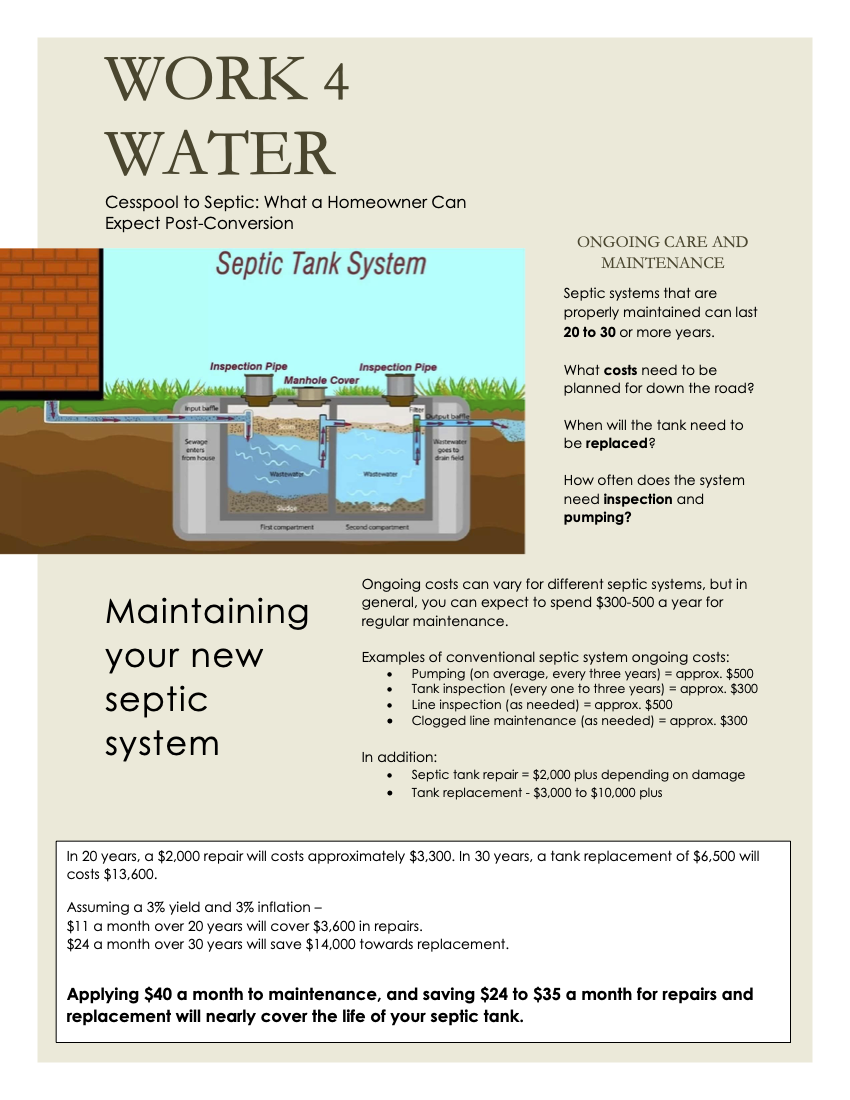 WORK 4
WATER
Cesspool to Septic: What a Homeowner Can
Expect Post-Conversion
Septic Tank System
Inspection Pipe
Inspection Pipe
Manhole Cover
Input baffle
Filter
Output baffle
Scum
Sewage
enters
from house
Wastewater
Wastewater
Wastewater
goes to
drain field
Sludge
Sludge
First compartment
Second compartment
ONGOING CARE AND
MAINTENANCE
Septic systems that are
properly maintained can last
20 to 30 or more years.
What costs need to be
planned for down the road?
When will the tank need to
be replaced?
How often does the system
need inspection and
pumping?
Maintaining
your new
septic
system
Ongoing costs can vary for different septic systems, but in
general, you can expect to spend $300-500 a year for
regular maintenance.
Examples of conventional septic system ongoing costs:
• Pumping (on average, every three years) = approx. $500
• Tank inspection (every one to three years) = approx. $300
• Line inspection (as needed) = approx. $500
• Clogged line maintenance (as needed) = approx. $300
In addition:
• Septic tank repair = $2,000 plus depending on damage
• Tank replacement - $3,000 to $10,000 plus
In 20 years, a $2,000 repair will costs approximately $3,300. In 30 years, a tank replacement of $6,500 will
costs $13,600.
Assuming a 3% yield and 3% inflation –
$11 a month over 20 years will cover $3,600 in repairs.
$24 a month over 30 years will save $14,000 towards replacement.
Applying $40 a month to maintenance, and saving $24 to $35 a month for repairs and
replacement will nearly cover the life of your septic tank.